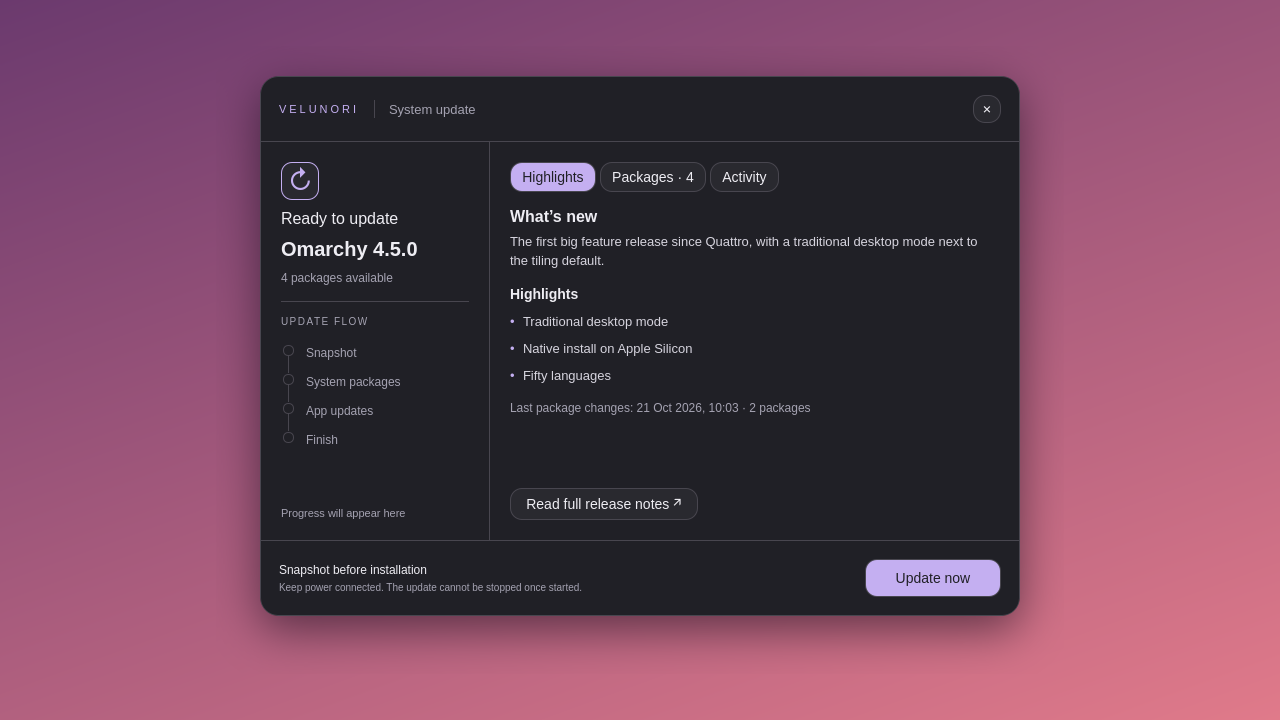 VELUNORI
System update
×
Ready to update
Omarchy 4.5.0
4 packages available
UPDATE FLOW
Snapshot
System packages
App updates
Finish
Progress will appear here
Highlights
Packages · 4
Activity
What’s new
The first big feature release since Quattro, with a traditional desktop mode next to
the tiling default.
Highlights
• Traditional desktop mode
• Native install on Apple Silicon
• Fifty languages
Last package changes: 21 Oct 2026, 10:03 · 2 packages
Read full release notes ↗
Snapshot before installation
Keep power connected. The update cannot be stopped once started.
Update now